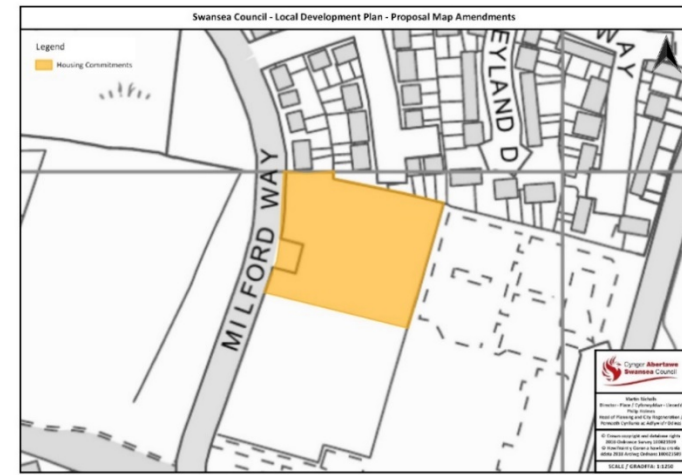 Swansea Council - Local Development Plan - Proposal Map Amendments
Legend
Housing Commitments
WAY
EYLAND D
MILFORD WAY
Cyngor Abertawe
Swansea Council
SCALE / GRADDFA: 1:1250